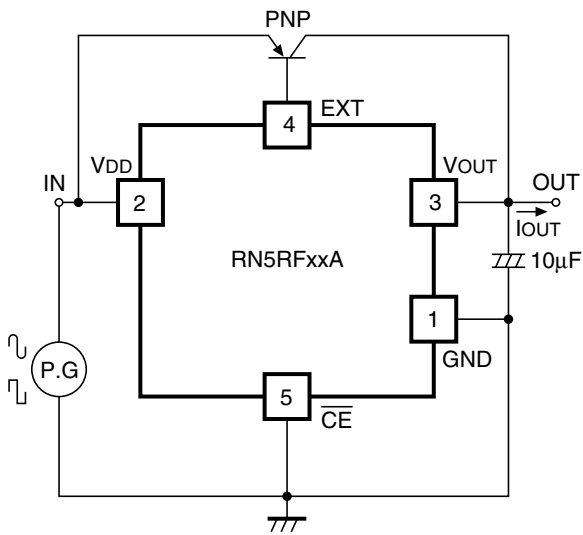 PNP
4
EXT
VDD
VOUT
IN
2
3
OUT
IOUT
RN5RFxxA
10μF
1
GND
P.G
5
CE